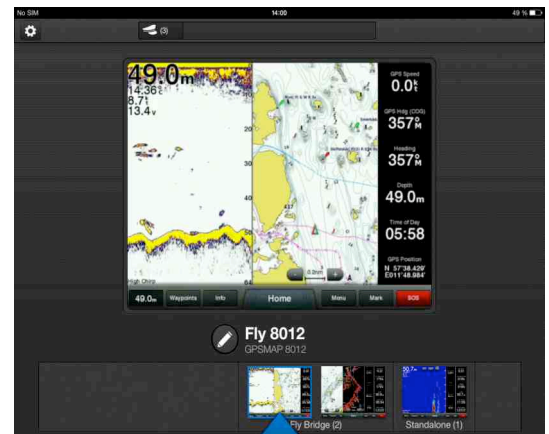 No SIM
14:00
49 %
(3)
49.0m
8.7
13.4v
20
30
40
High Chirp
GPS Speed
0.0
GPS Hdg (COG)
357°M
Heading
357°M
Depth
49.0m
Time of Day
05:58
GPS Position
N 57°38.429'
E011°48.984'
49.0m
Waypoints
Info
Home
Menu
Mark
SOS
Fly 8012
GPSMAP 8012
Fly Bridge (2)
Standalone (1)